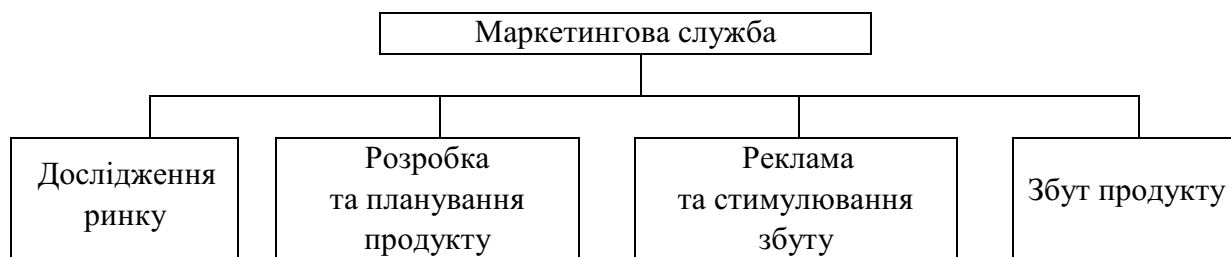 Маркетингова служба
Дослідження
ринку
Розробка
та планування
продукту
Реклама
та стимулювання
збуту
Збут продукту